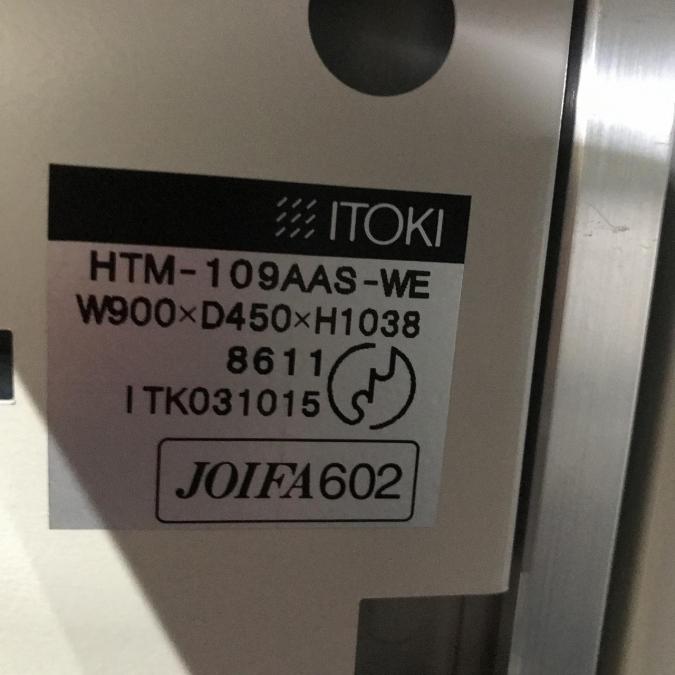 ITOKI
HTM-109AAS-WE
W900×D450×H1038
8611
ITK031015
JOIFA602